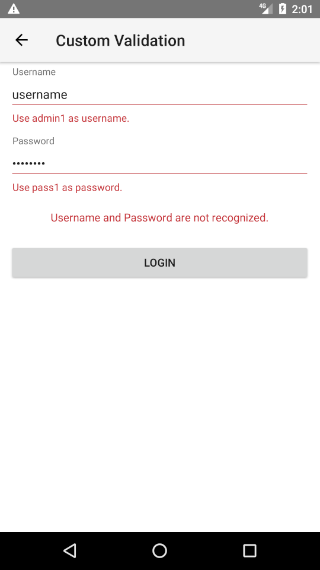 4G 2:01
Custom Validation
Username
username
Use admin1 as username.
Password
••••••••
Use pass1 as password.
Username and Password are not recognized.
LOGIN